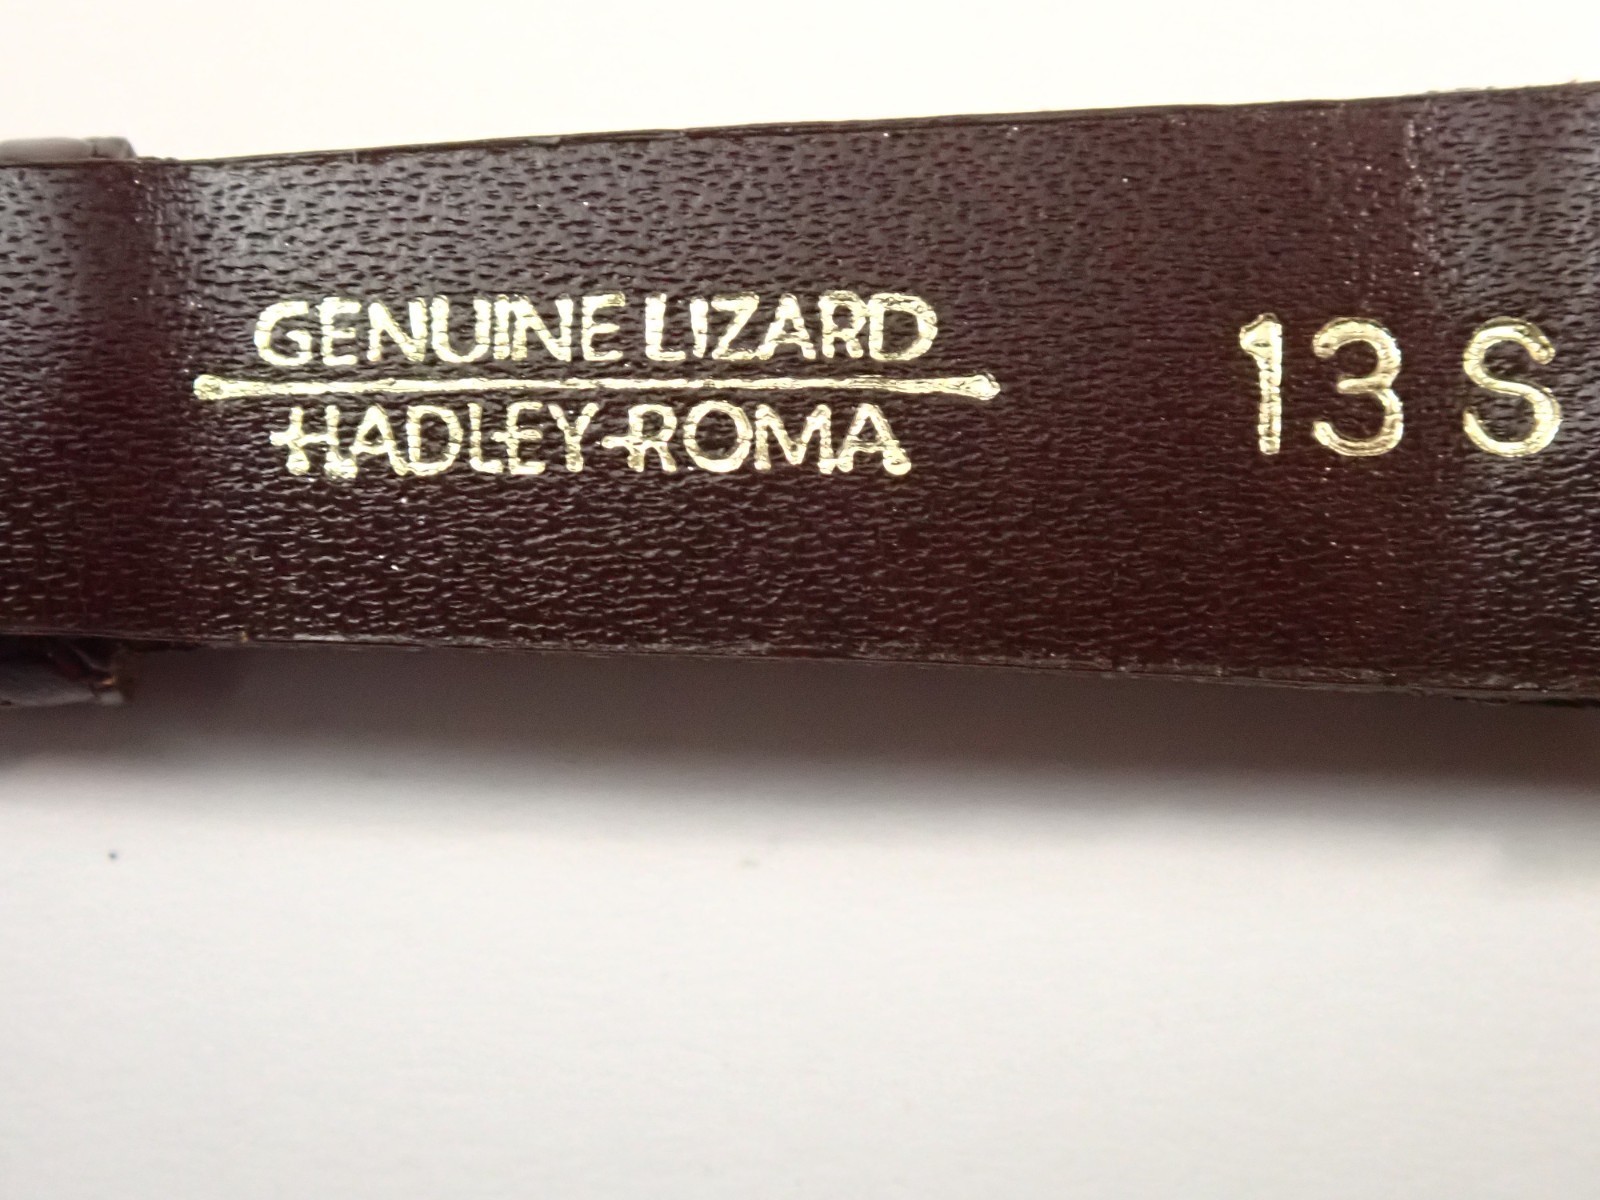 GENUINE LIZARD
HADLEY-ROMA
13 S